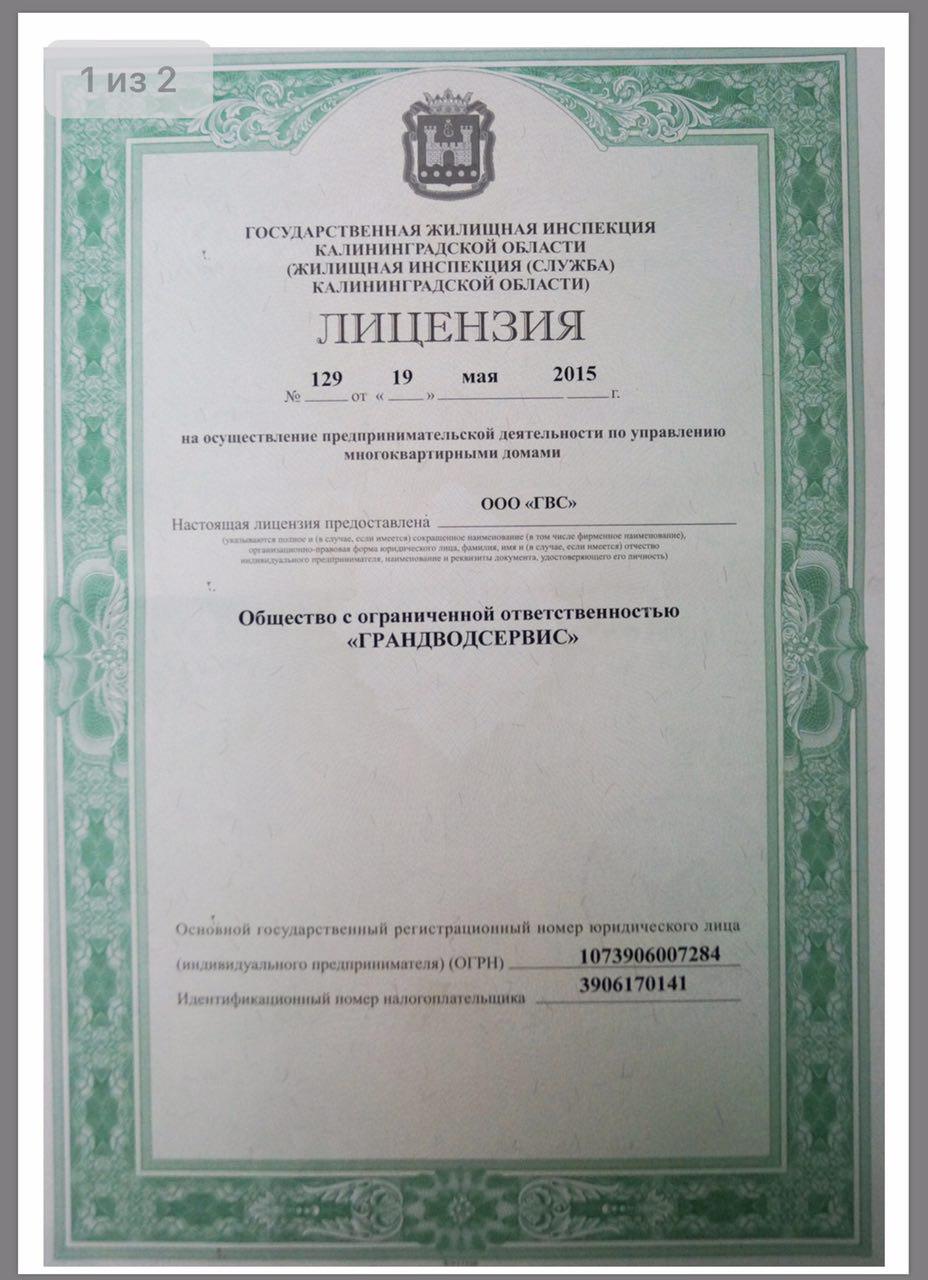 1 из 2
ГОСУДАРСТВЕННАЯ ЖИЛИЩНАЯ ИНСПЕКЦИЯ
КАЛИНИНГРАДСКОЙ ОБЛАСТИ
(ЖИЛИЩНАЯ ИНСПЕКЦИЯ (СЛУЖБА)
КАЛИНИНГРАДСКОЙ ОБЛАСТИ)
ЛИЦЕНЗИЯ
№ 129 от « 19 » мая 2015 г.
на осуществление предпринимательской деятельности по управлению
многоквартирными домами
ООО «ГВС»
Настоящая лицензия предоставлена
(указываются полное и (в случае, если имеется) сокращенное наименование (в том числе фирменное наименование),
организационно-правовая форма юридического лица, фамилия, имя и (в случае, если имеется) отчество
индивидуального предпринимателя, наименование и реквизиты документа, удостоверяющего его личность)
Общество с ограниченной ответственностью
«ГРАНДВОДСЕРВИС»
Основной государственный регистрационный номер юридического лица
(индивидуального предпринимателя) (ОГРН) 1073906007284
Идентификационный номер налогоплательщика 3906170141